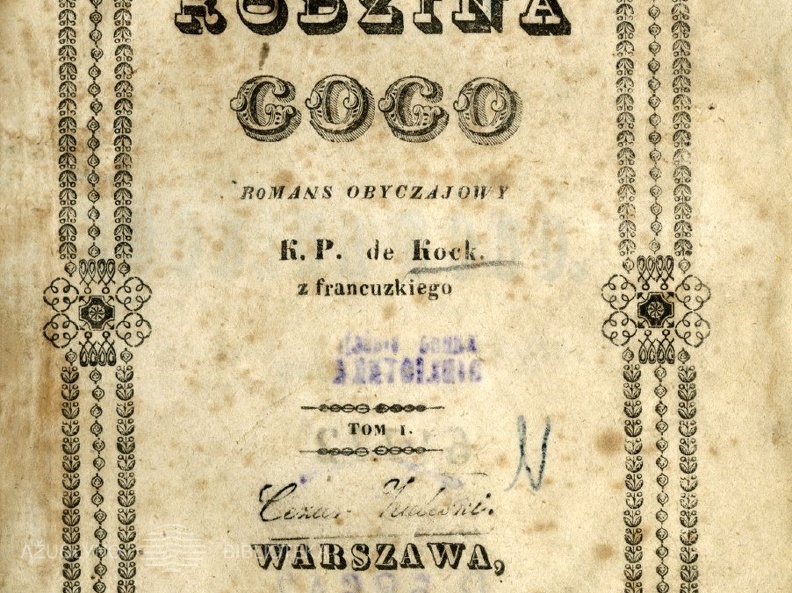 RODZINA
GOGO
ROMANS OBYCZAJOWY
K. P. de Kock.
z francuzkiego
TOM I.
WARSZAWA,